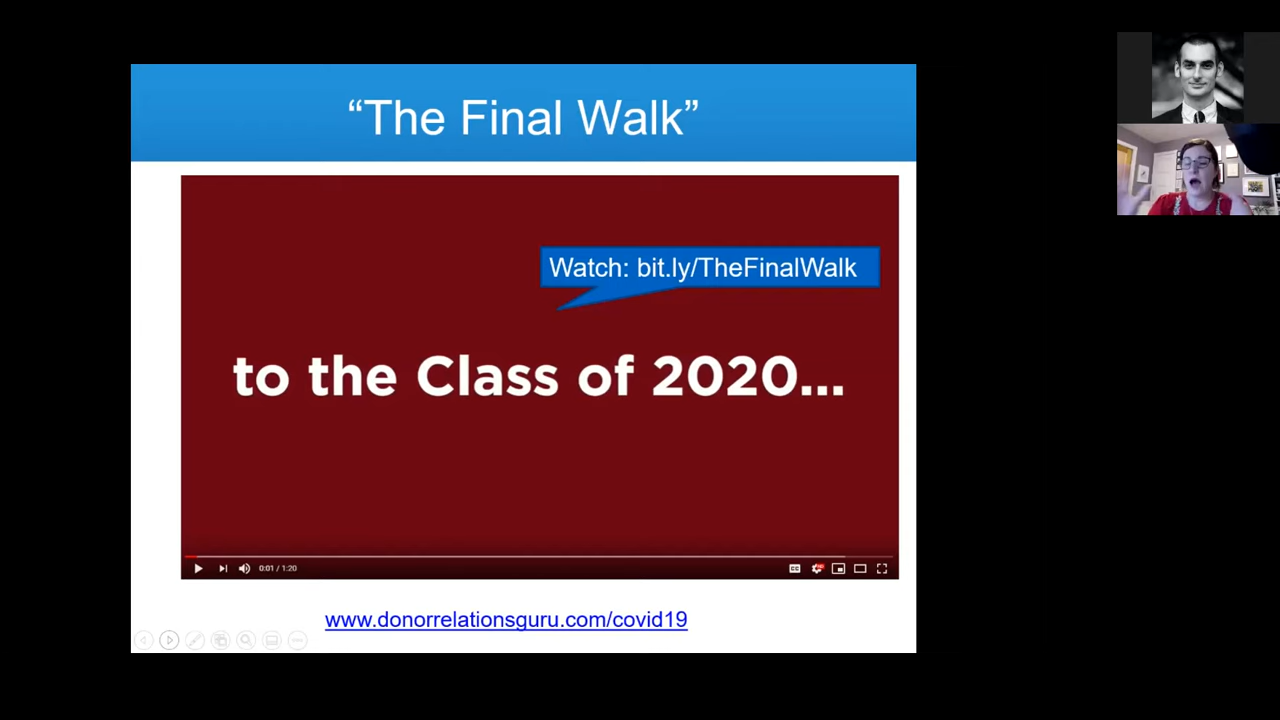 “The Final Walk”
Watch: bit.ly/TheFinalWalk
to the Class of 2020...
0:01 / 1:20
www.donorrelationsguru.com/covid19